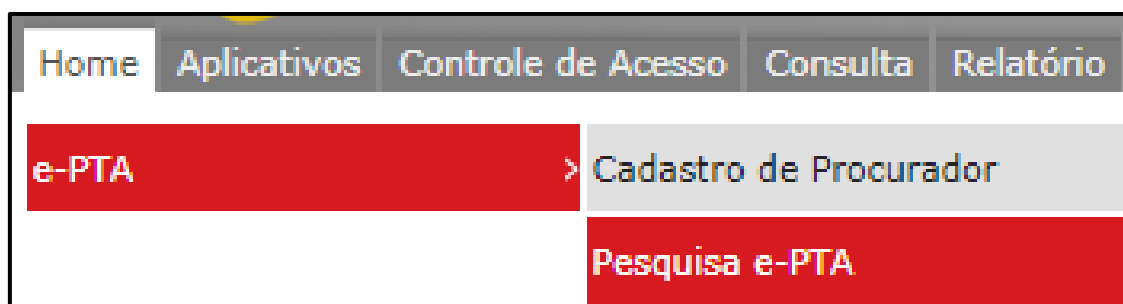 Home Aplicativos Controle de Acesso Consulta Relatório
e-PTA > Cadastro de Procurador
Pesquisa e-PTA